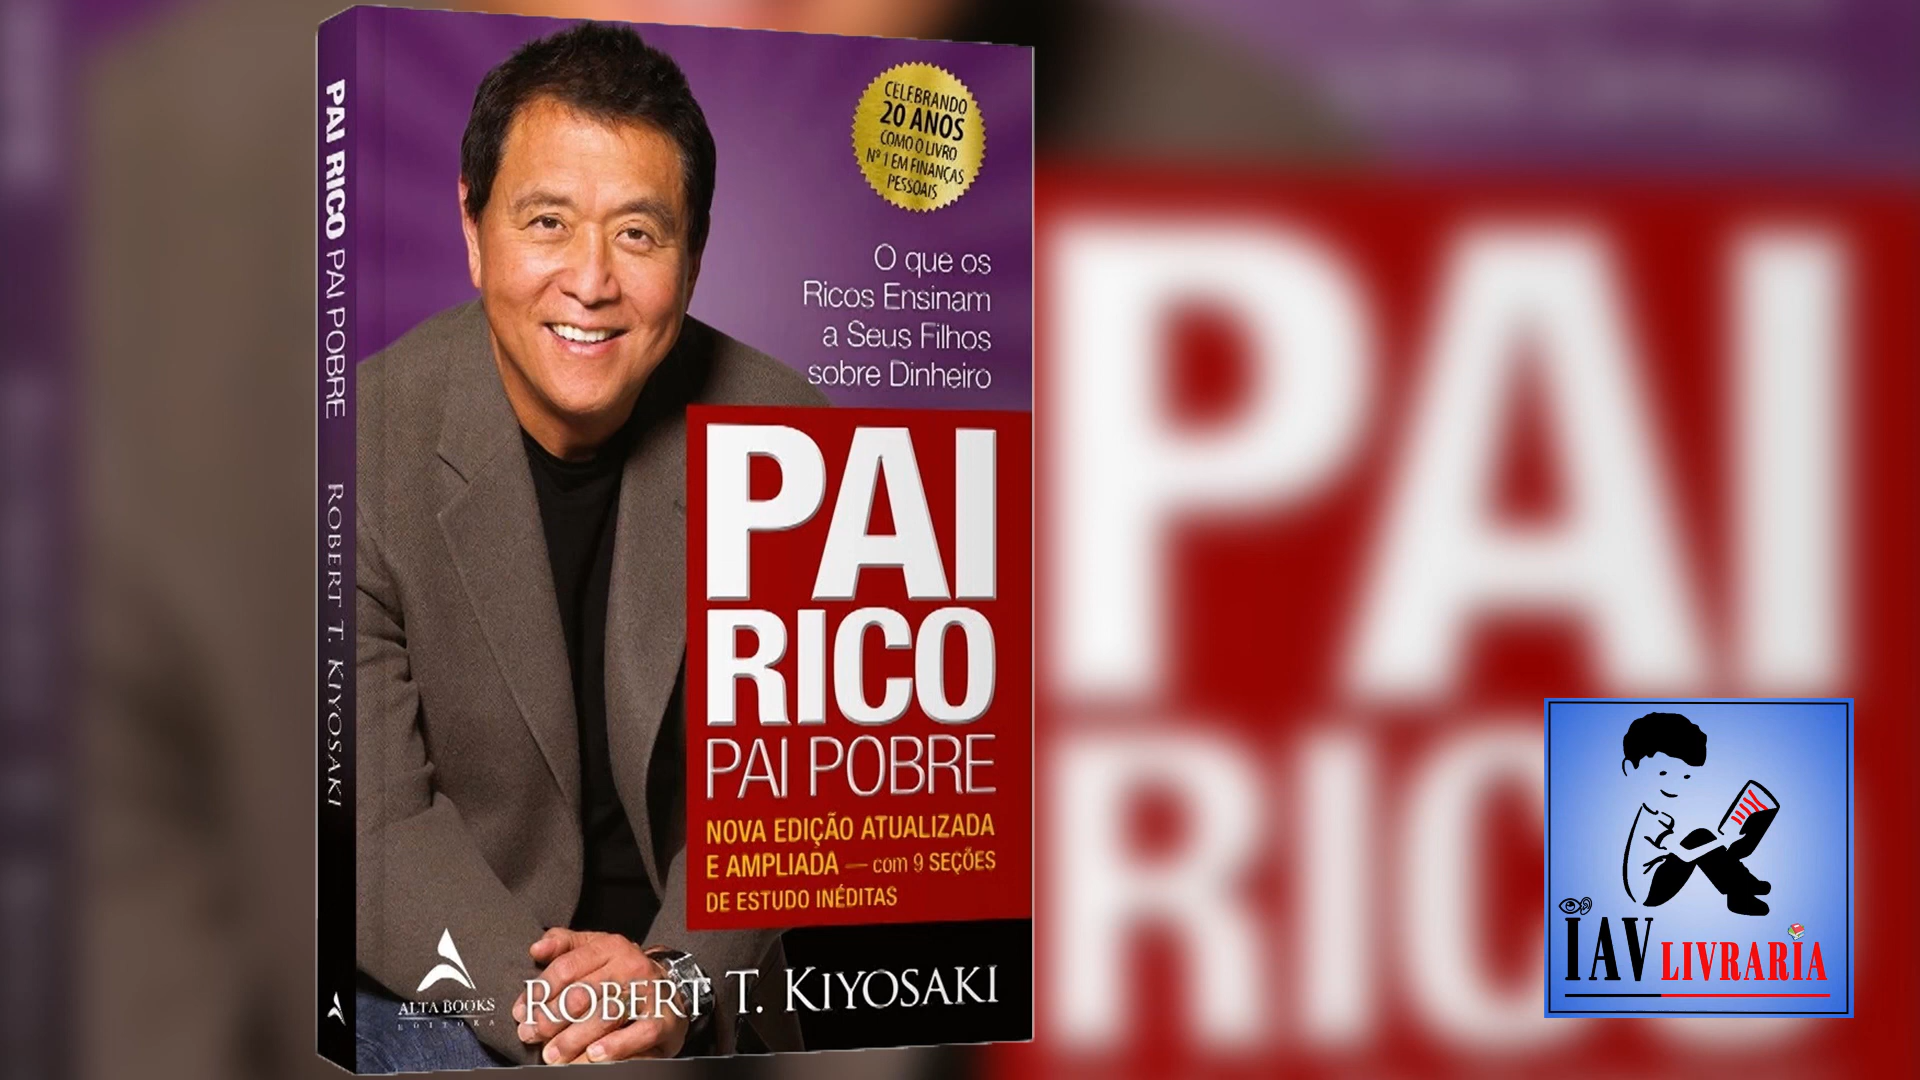 PAI RICO PAI POBRE
ROBERT T. KIYOSAKI
CELEBRANDO
20 ANOS
COMO O LIVRO
Nº 1 EM FINANÇAS
PESSOAIS
O que os
Ricos Ensinam
a Seus Filhos
sobre Dinheiro
PAI
RICO
PAI POBRE
NOVA EDIÇÃO ATUALIZADA
E AMPLIADA — com 9 SEÇÕES
DE ESTUDO INÉDITAS
ALTA BOOKS
EDITORA
ROBERT T. KIYOSAKI
PAI
RICO
ÏAV LIVRARIA